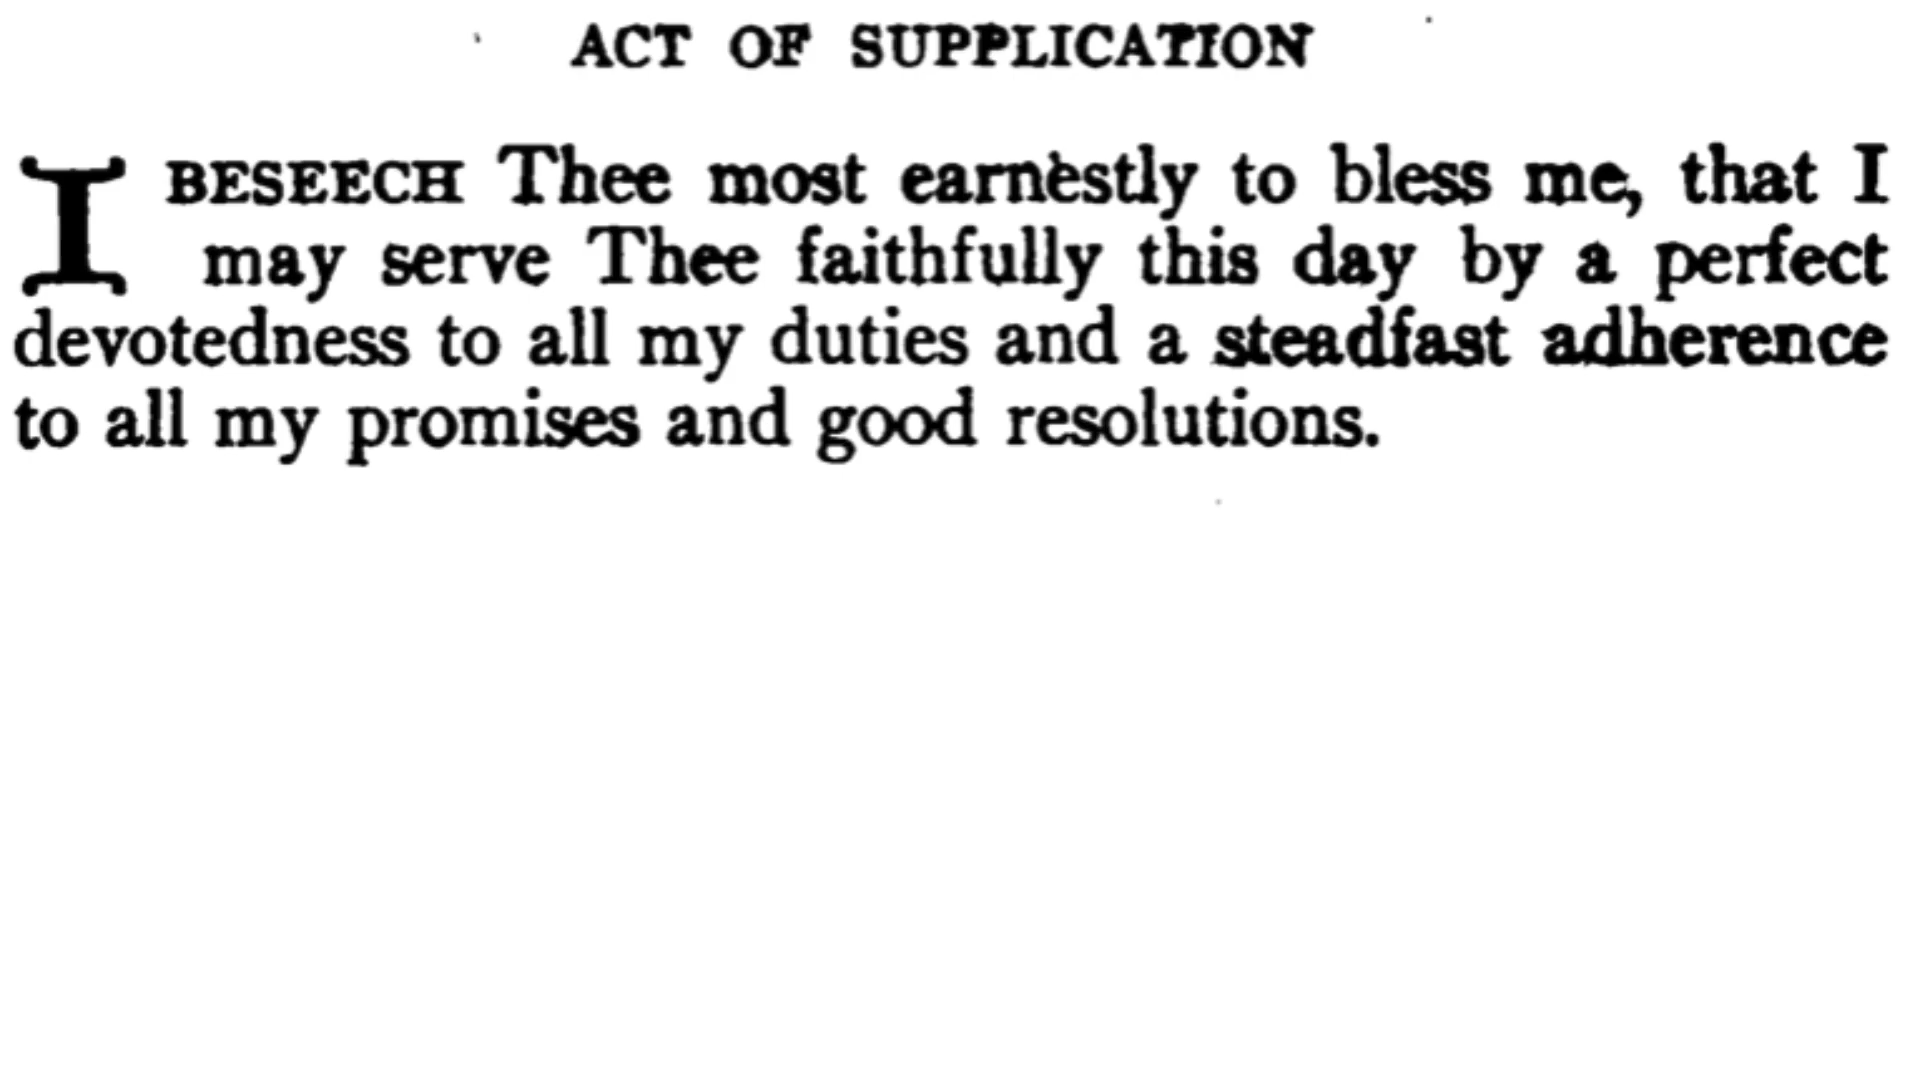 ACT OF SUPPLICATION
I BESEECH Thee most earnestly to bless me, that I
may serve Thee faithfully this day by a perfect
devotedness to all my duties and a steadfast adherence
to all my promises and good resolutions.